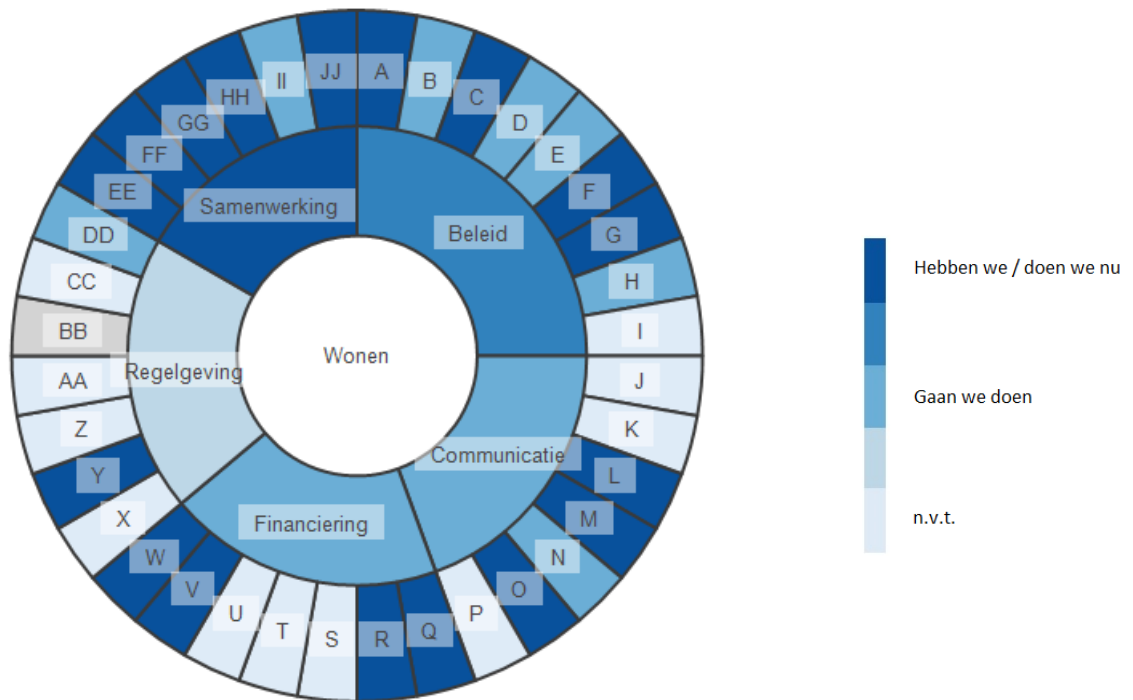 A
B
C
D
E
F
G
H
I
J
K
L
M
N
O
P
Q
R
S
T
U
V
W
X
Y
Z
AA
BB
CC
DD
EE
FF
GG
HH
II
JJ
Samenwerking
Beleid
Communicatie
Financiering
Regelgeving
Wonen
Hebben we / doen we nu
Gaan we doen
n.v.t.